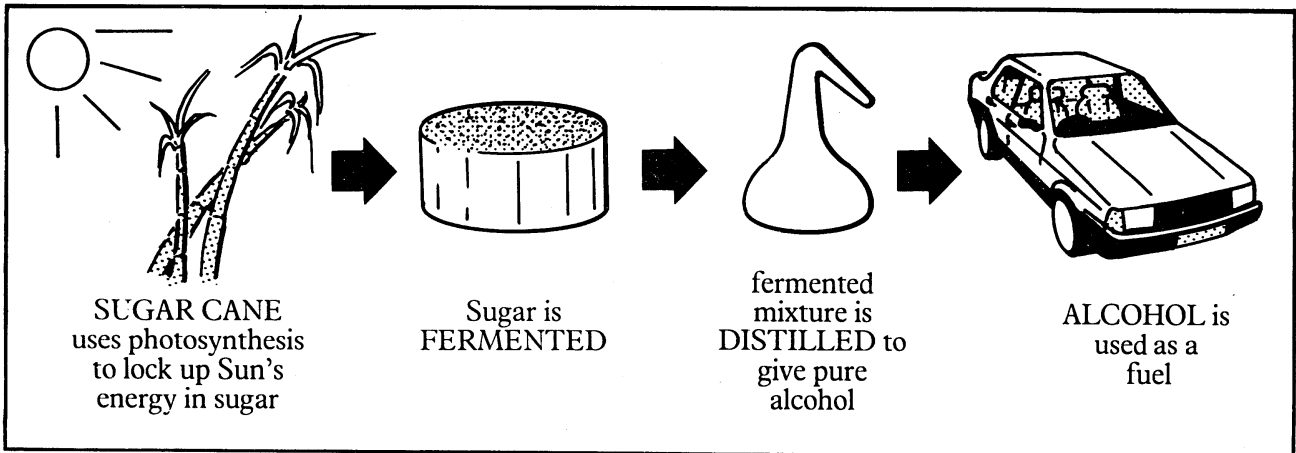 SUGAR CANE
uses photosynthesis
to lock up Sun's
energy in sugar
Sugar is
FERMENTED
fermented
mixture is
DISTILLED to
give pure
alcohol
ALCOHOL is
used as a
fuel